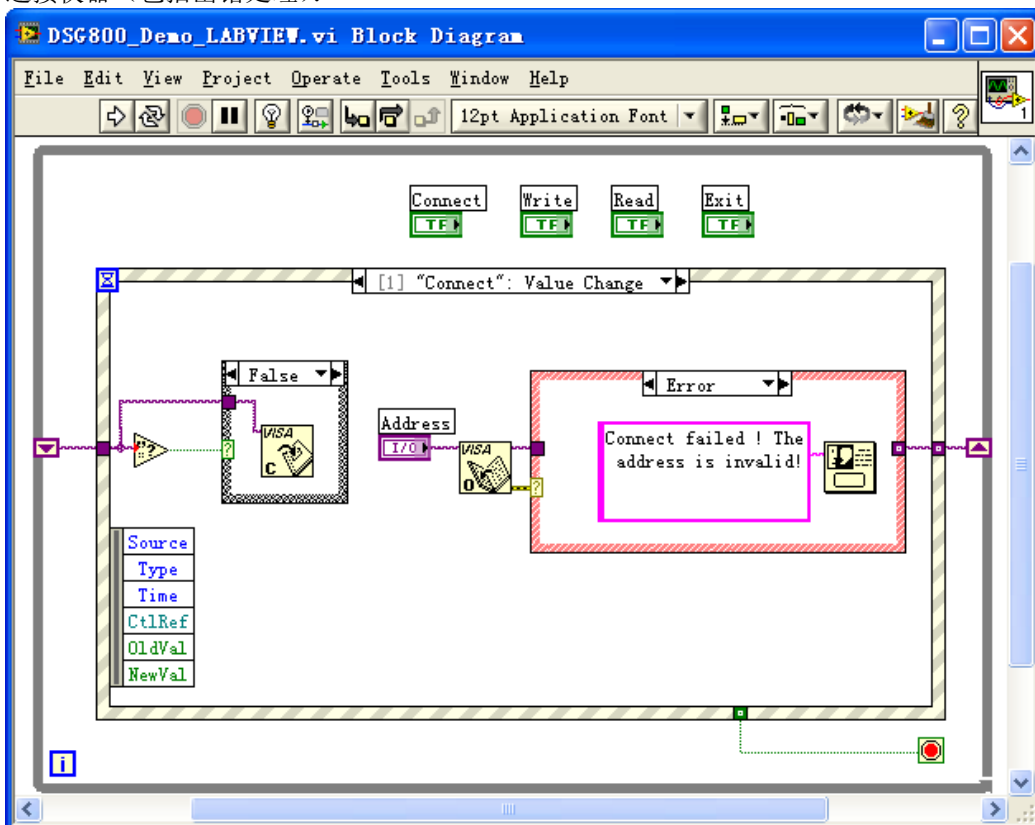 DSG800_Demo_LABVIEW.vi Block Diagram
File Edit View Project Operate Tools Window Help
12pt Application Font
1
Connect
Write
Read
Exit
TF
TF
TF
TF
[1] "Connect": Value Change
False
Error
Address
I/O
Connect failed ! The
address is invalid!
VISA
C
VISA
O
?
?
?
Source
Type
Time
CtlRef
OldVal
NewVal
i